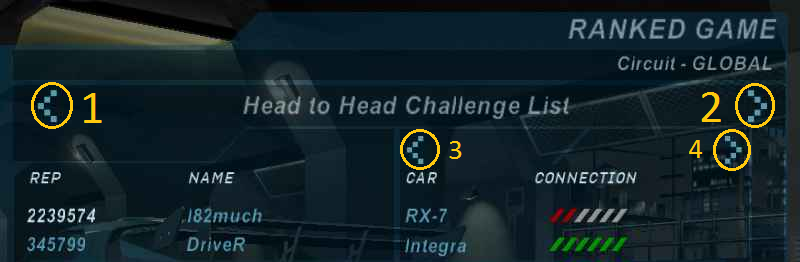 RANKED GAME
Circuit - GLOBAL
1 Head to Head Challenge List 2
3 4
REP NAME CAR CONNECTION
2239574 l82much RX-7
345799 DriveR Integra